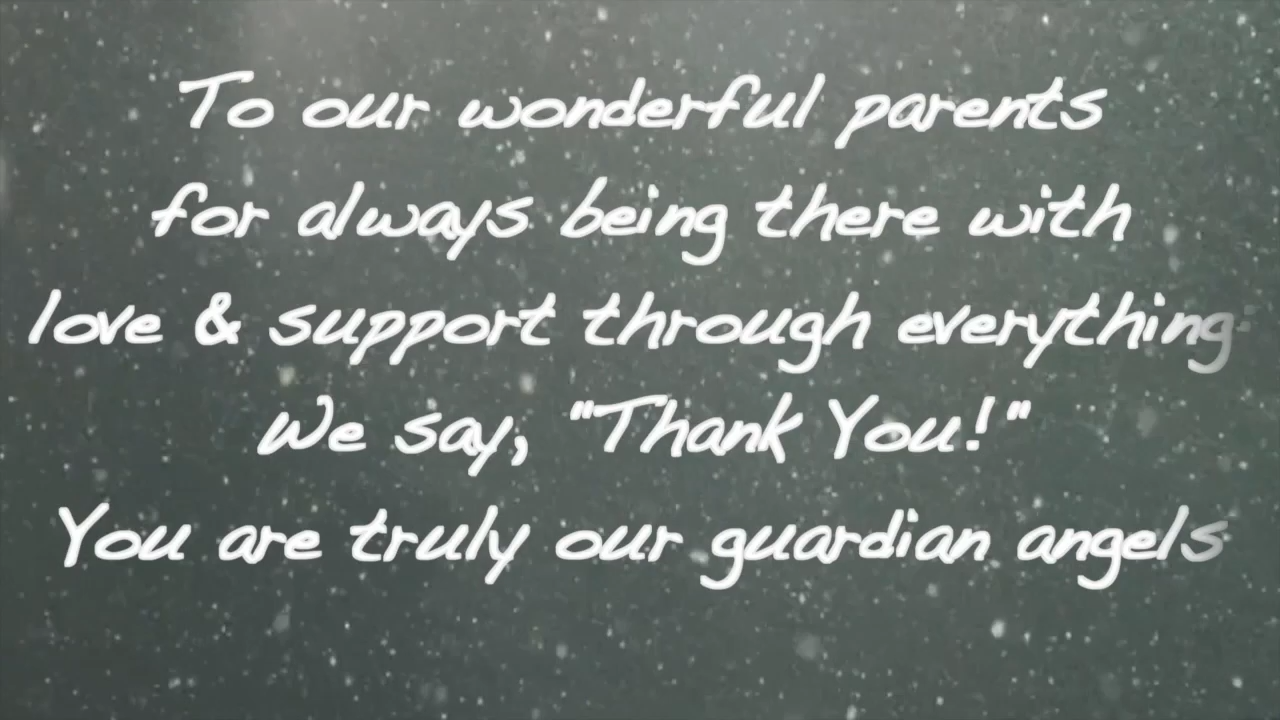 To our wonderful parents
for always being there with
love & support through everything:
We say, "Thank You!"
You are truly our guardian angels